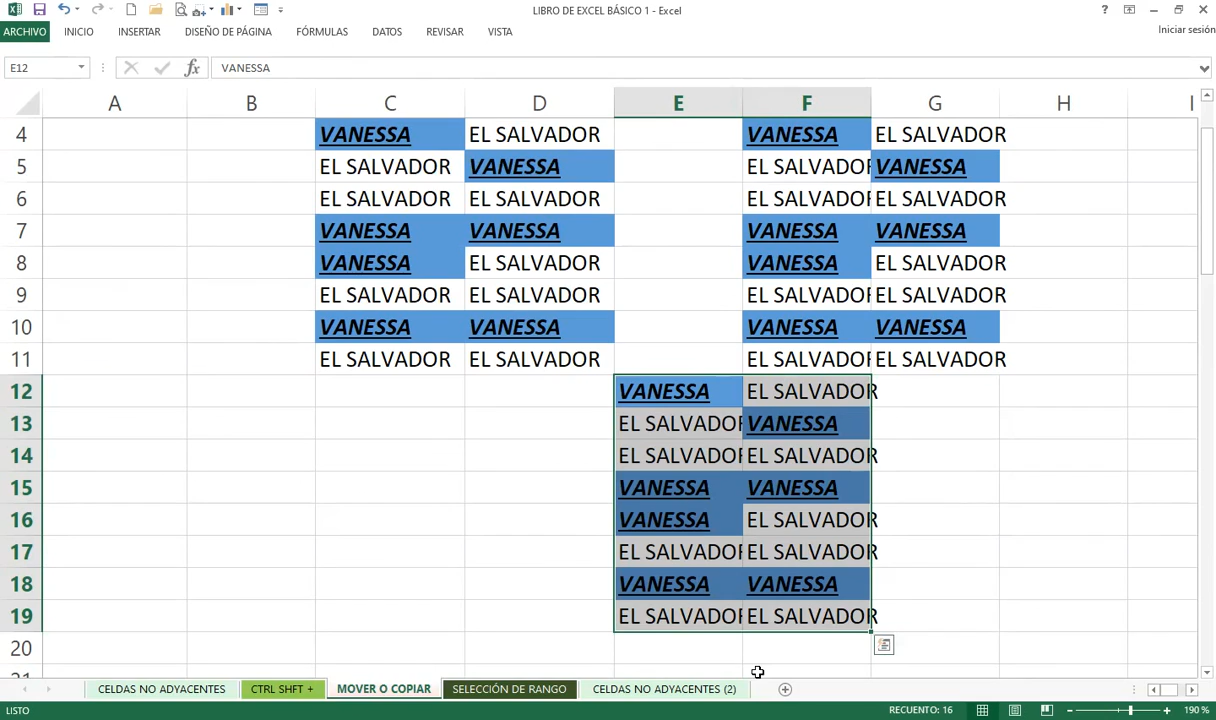 LIBRO DE EXCEL BÁSICO 1 - Excel
ARCHIVO INICIO INSERTAR DISEÑO DE PÁGINA FÓRMULAS DATOS REVISAR VISTA Iniciar sesión
E12 fx VANESSA
A B C D E F G H I
4 VANESSA EL SALVADOR VANESSA EL SALVADOR
5 EL SALVADOR VANESSA EL SALVADOR VANESSA
6 EL SALVADOR EL SALVADOR EL SALVADOR EL SALVADOR
7 VANESSA VANESSA VANESSA VANESSA
8 VANESSA EL SALVADOR VANESSA EL SALVADOR
9 EL SALVADOR EL SALVADOR EL SALVADOR EL SALVADOR
10 VANESSA VANESSA VANESSA VANESSA
11 EL SALVADOR EL SALVADOR EL SALVADOR EL SALVADOR
12 VANESSA EL SALVADOR
13 EL SALVADOR VANESSA
14 EL SALVADOR EL SALVADOR
15 VANESSA VANESSA
16 VANESSA EL SALVADOR
17 EL SALVADOR EL SALVADOR
18 VANESSA VANESSA
19 EL SALVADOR EL SALVADOR
20
CELDAS NO ADYACENTES CTRL SHFT + MOVER O COPIAR SELECCIÓN DE RANGO CELDAS NO ADYACENTES (2)
LISTO RECUENTO: 16 190 %